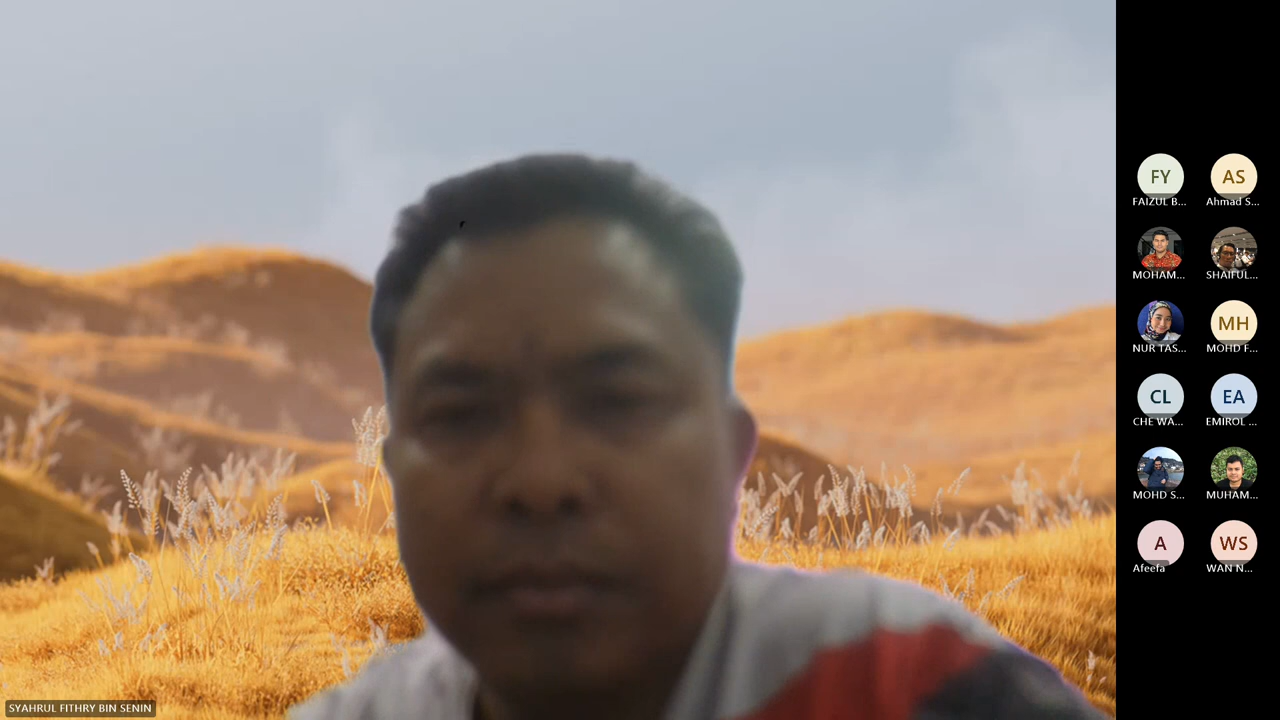 FY
AS
FAIZUL B...
Ahmad S...
MOHAM...
SHAIFUL...
NUR TAS...
MH
MOHD F...
CL
EA
CHE WA...
EMIROL ...
MOHD S...
MUHAM...
A
WS
Afeefa
WAN N...
SYAHRUL FITHRY BIN SENIN